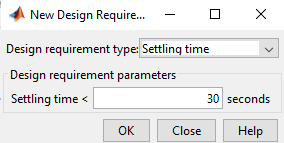 New Design Require...
Design requirement type: Settling time
Design requirement parameters
Settling time < 30 seconds
OK Close Help